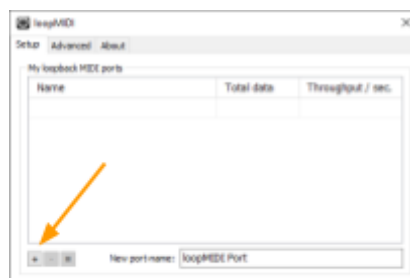 loopMIDI
Setup Advanced About
My loopback MIDI ports
Name Total data Throughput / sec.
+ -
New port-name: loopMIDI Port